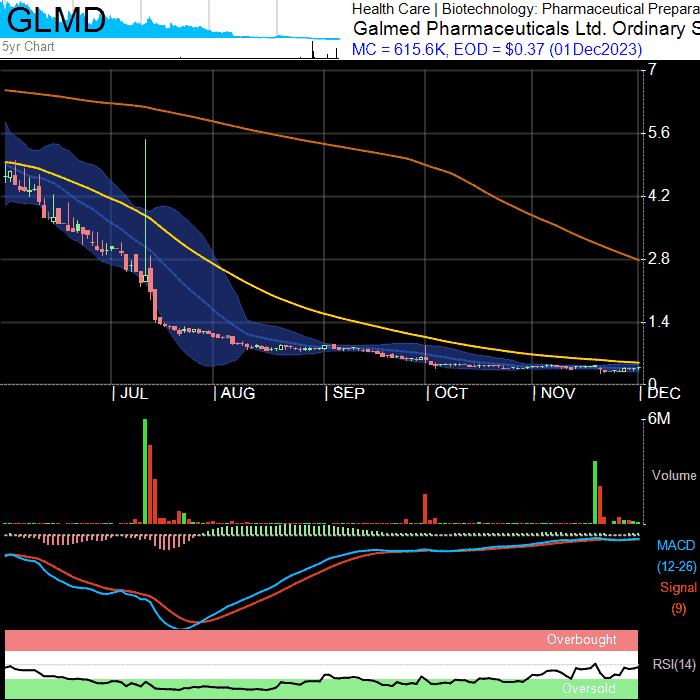 GLMD
5yr Chart
Health Care | Biotechnology: Pharmaceutical Prepara
Galmed Pharmaceuticals Ltd. Ordinary S
MC = 615.6K, EOD = $0.37 (01Dec2023)
7
5.6
4.2
2.8
1.4
0
JUL AUG SEP OCT NOV DEC
6M
Volume
MACD
(12-26)
Signal
(9)
Overbought
RSI(14)
Oversold